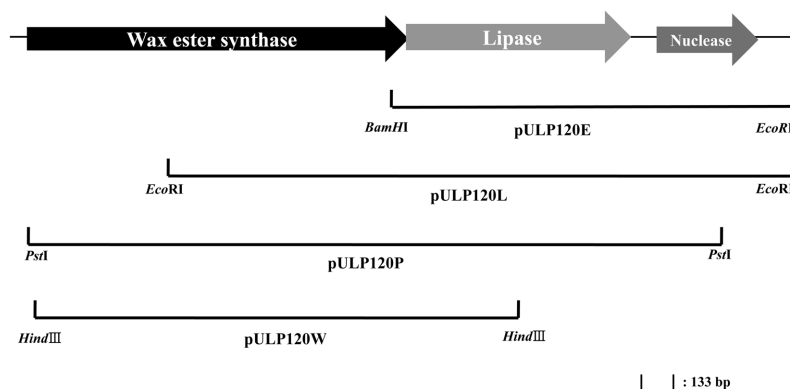 Wax ester synthase Lipase Nuclease
BamHI pULP120E EcoRI
EcoRI pULP120L EcoRI
PstI pULP120P PstI
HindⅢ pULP120W HindⅢ
: 133 bp